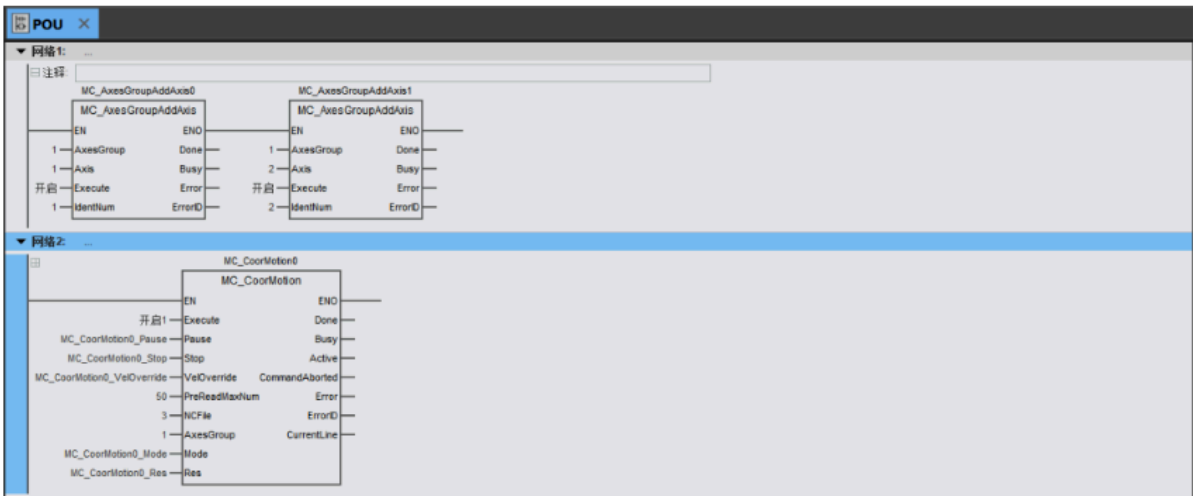 POU ×
网络1: ...
注释:
MC_AxesGroupAddAxis0 MC_AxesGroupAddAxis1
MC_AxesGroupAddAxis MC_AxesGroupAddAxis
EN ENO EN ENO
1 AxesGroup Done 1 AxesGroup Done
1 Axis Busy 2 Axis Busy
开启 Execute Error 开启 Execute Error
1 IdentNum ErrorID 2 IdentNum ErrorID
网络2: ...
MC_CoorMotion0
MC_CoorMotion
EN ENO
开启1 Execute Done
MC_CoorMotion0_Pause Pause Busy
MC_CoorMotion0_Stop Stop Active
MC_CoorMotion0_VelOverride VelOverride CommandAborted
50 PreReadMaxNum Error
3 NCFile ErrorID
1 AxesGroup CurrentLine
MC_CoorMotion0_Mode Mode
MC_CoorMotion0_Res Res